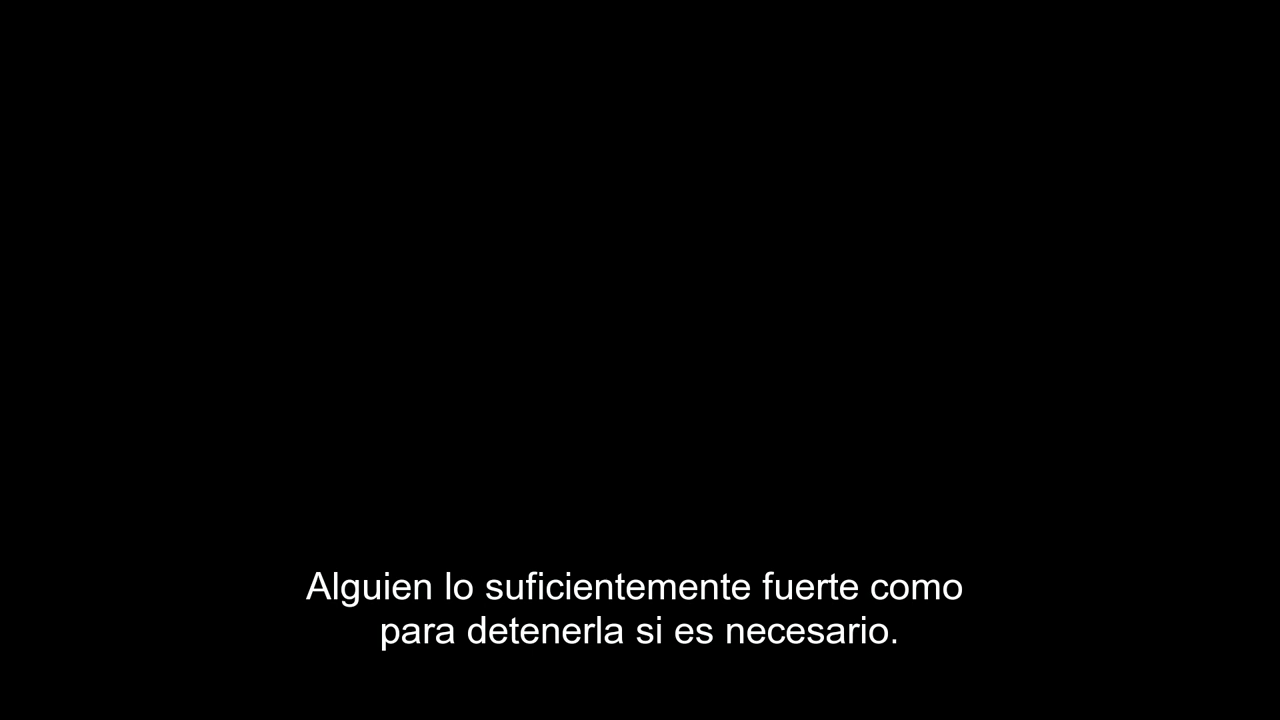 Alguien lo suficientemente fuerte como
para detenerla si es necesario.